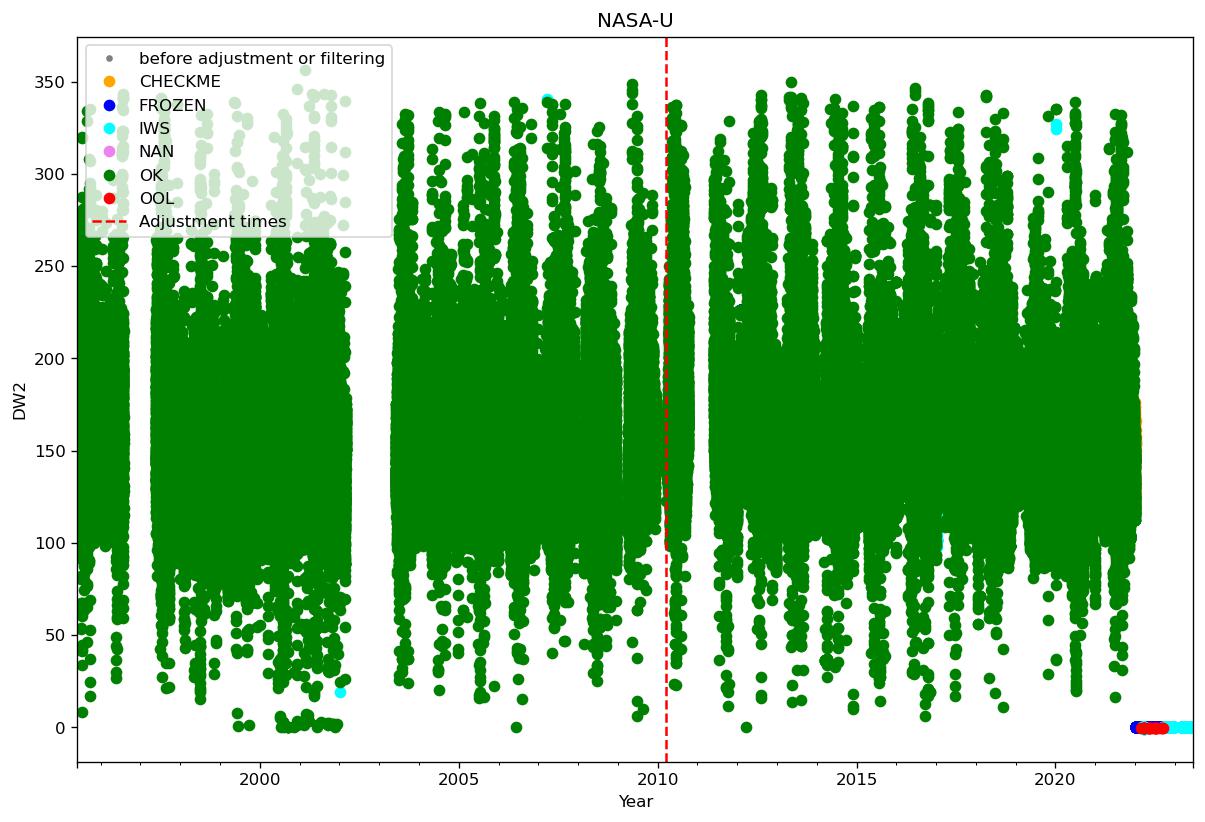 NASA-U
before adjustment or filtering
CHECKME
FROZEN
IWS
NAN
OK
OOL
Adjustment times
350
300
250
200
150
100
50
0
DW2
2000 2005 2010 2015 2020
Year